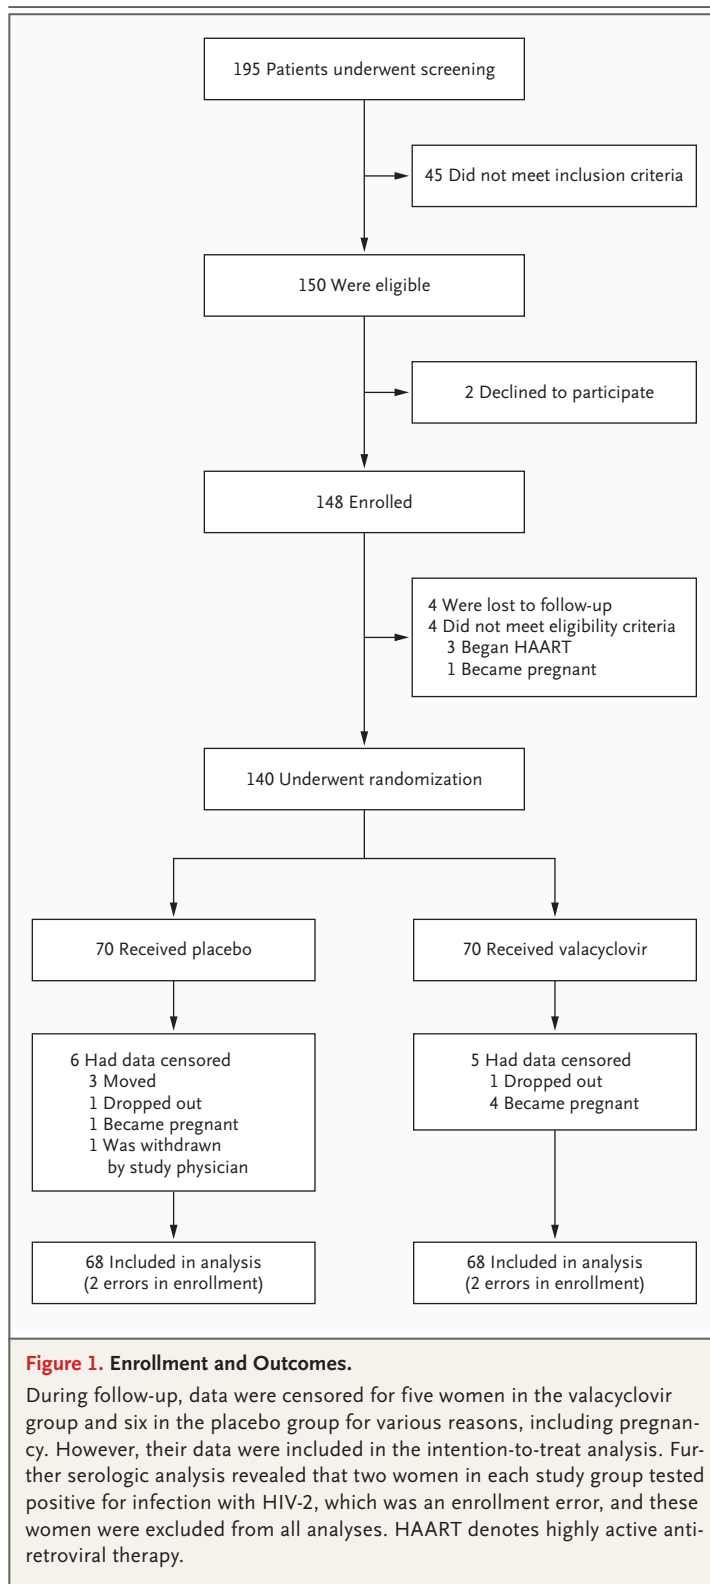 195 Patients underwent screening
45 Did not meet inclusion criteria
150 Were eligible
2 Declined to participate
148 Enrolled
4 Were lost to follow-up
4 Did not meet eligibility criteria
3 Began HAART
1 Became pregnant
140 Underwent randomization
70 Received placebo
70 Received valacyclovir
6 Had data censored
3 Moved
1 Dropped out
1 Became pregnant
1 Was withdrawn
by study physician
5 Had data censored
1 Dropped out
4 Became pregnant
68 Included in analysis
(2 errors in enrollment)
68 Included in analysis
(2 errors in enrollment)
Figure 1. Enrollment and Outcomes.
During follow-up, data were censored for five women in the valacyclovir
group and six in the placebo group for various reasons, including pregnan-
cy. However, their data were included in the intention-to-treat analysis. Fur-
ther serologic analysis revealed that two women in each study group tested
positive for infection with HIV-2, which was an enrollment error, and these
women were excluded from all analyses. HAART denotes highly active anti-
retroviral therapy.